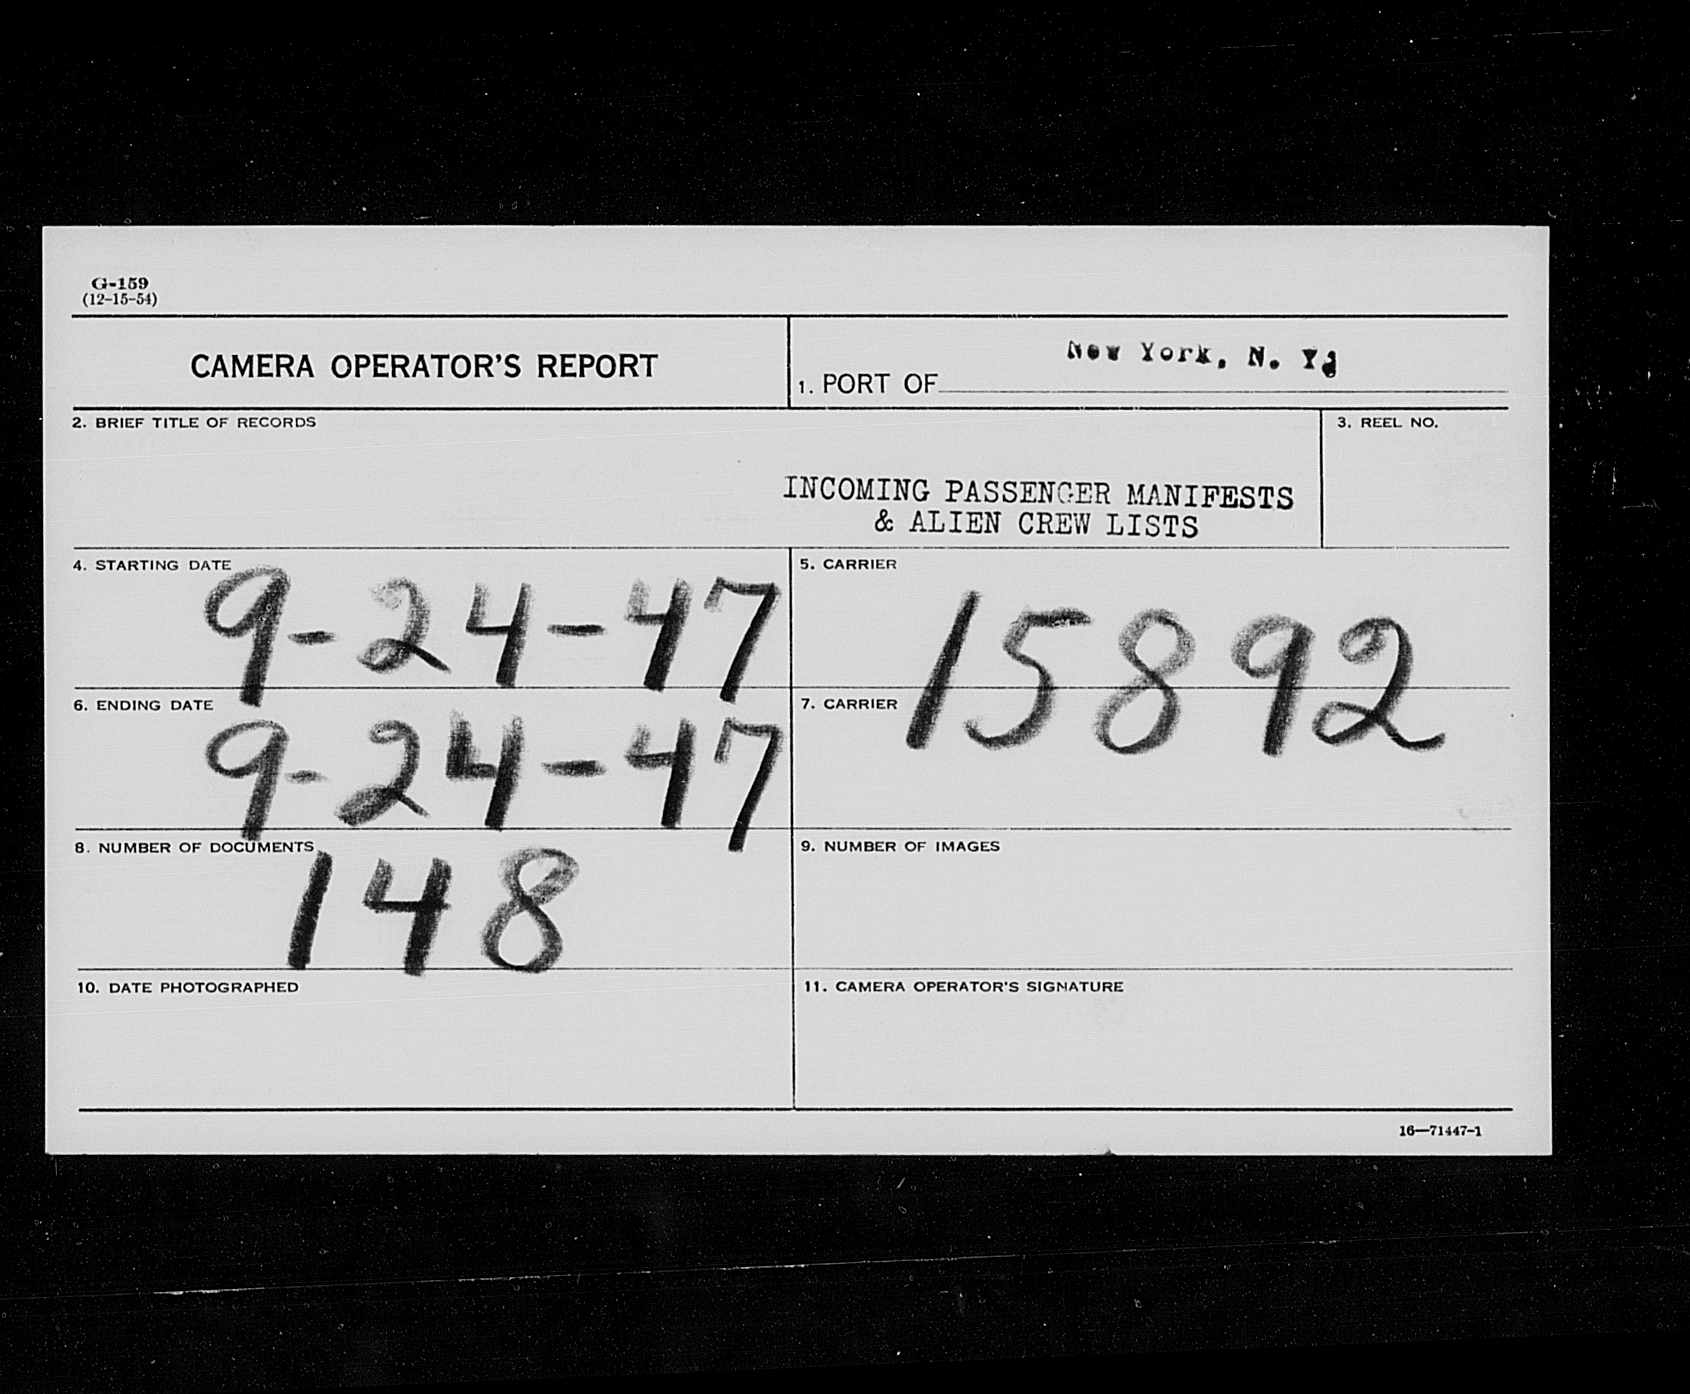 G-159
(12-15-54)
CAMERA OPERATOR'S REPORT
1. PORT OF New York, N. Y.
2. BRIEF TITLE OF RECORDS
3. REEL NO.
INCOMING PASSENGER MANIFESTS
& ALIEN CREW LISTS
4. STARTING DATE
9-24-47
5. CARRIER
15892
6. ENDING DATE
9-24-47
7. CARRIER
8. NUMBER OF DOCUMENTS
148
9. NUMBER OF IMAGES
10. DATE PHOTOGRAPHED
11. CAMERA OPERATOR'S SIGNATURE
16—71447-1